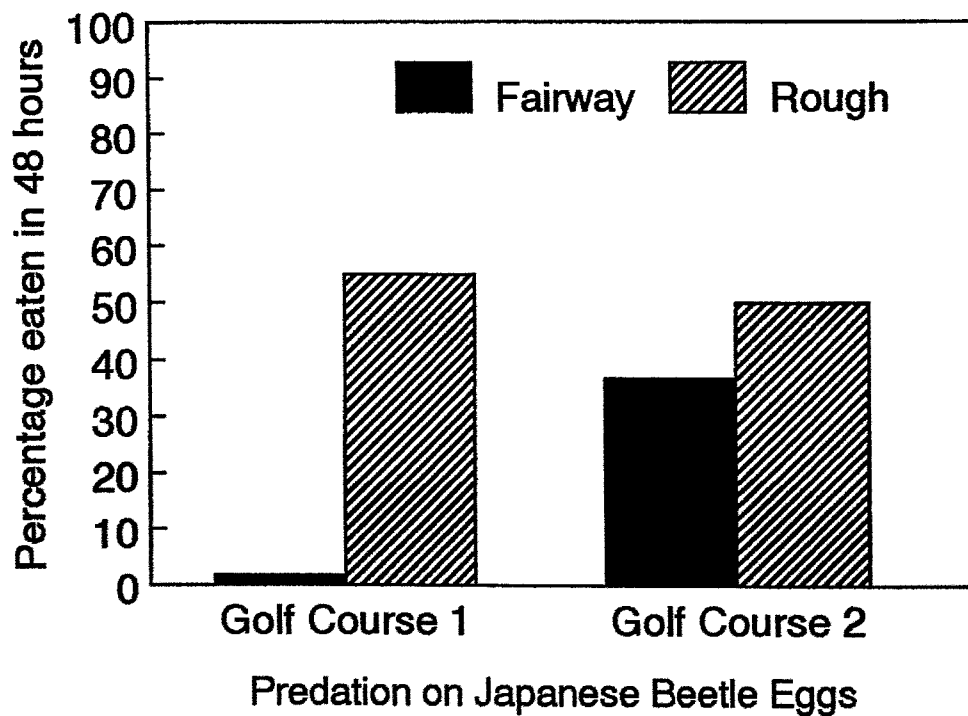 Percentage eaten in 48 hours
100
90
80
70
60
50
40
30
20
10
0
Fairway
Rough
Golf Course 1
Golf Course 2
Predation on Japanese Beetle Eggs